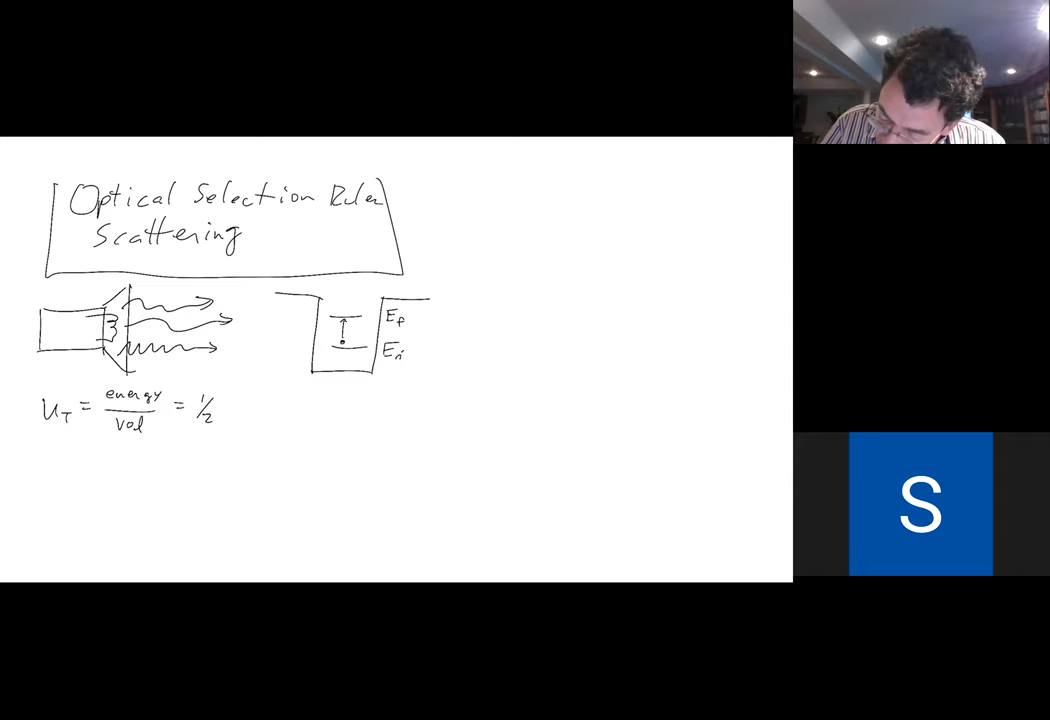 Optical Selection Rules
Scattering
E_f
E_i
U_T = energy/vol = 1/2
S